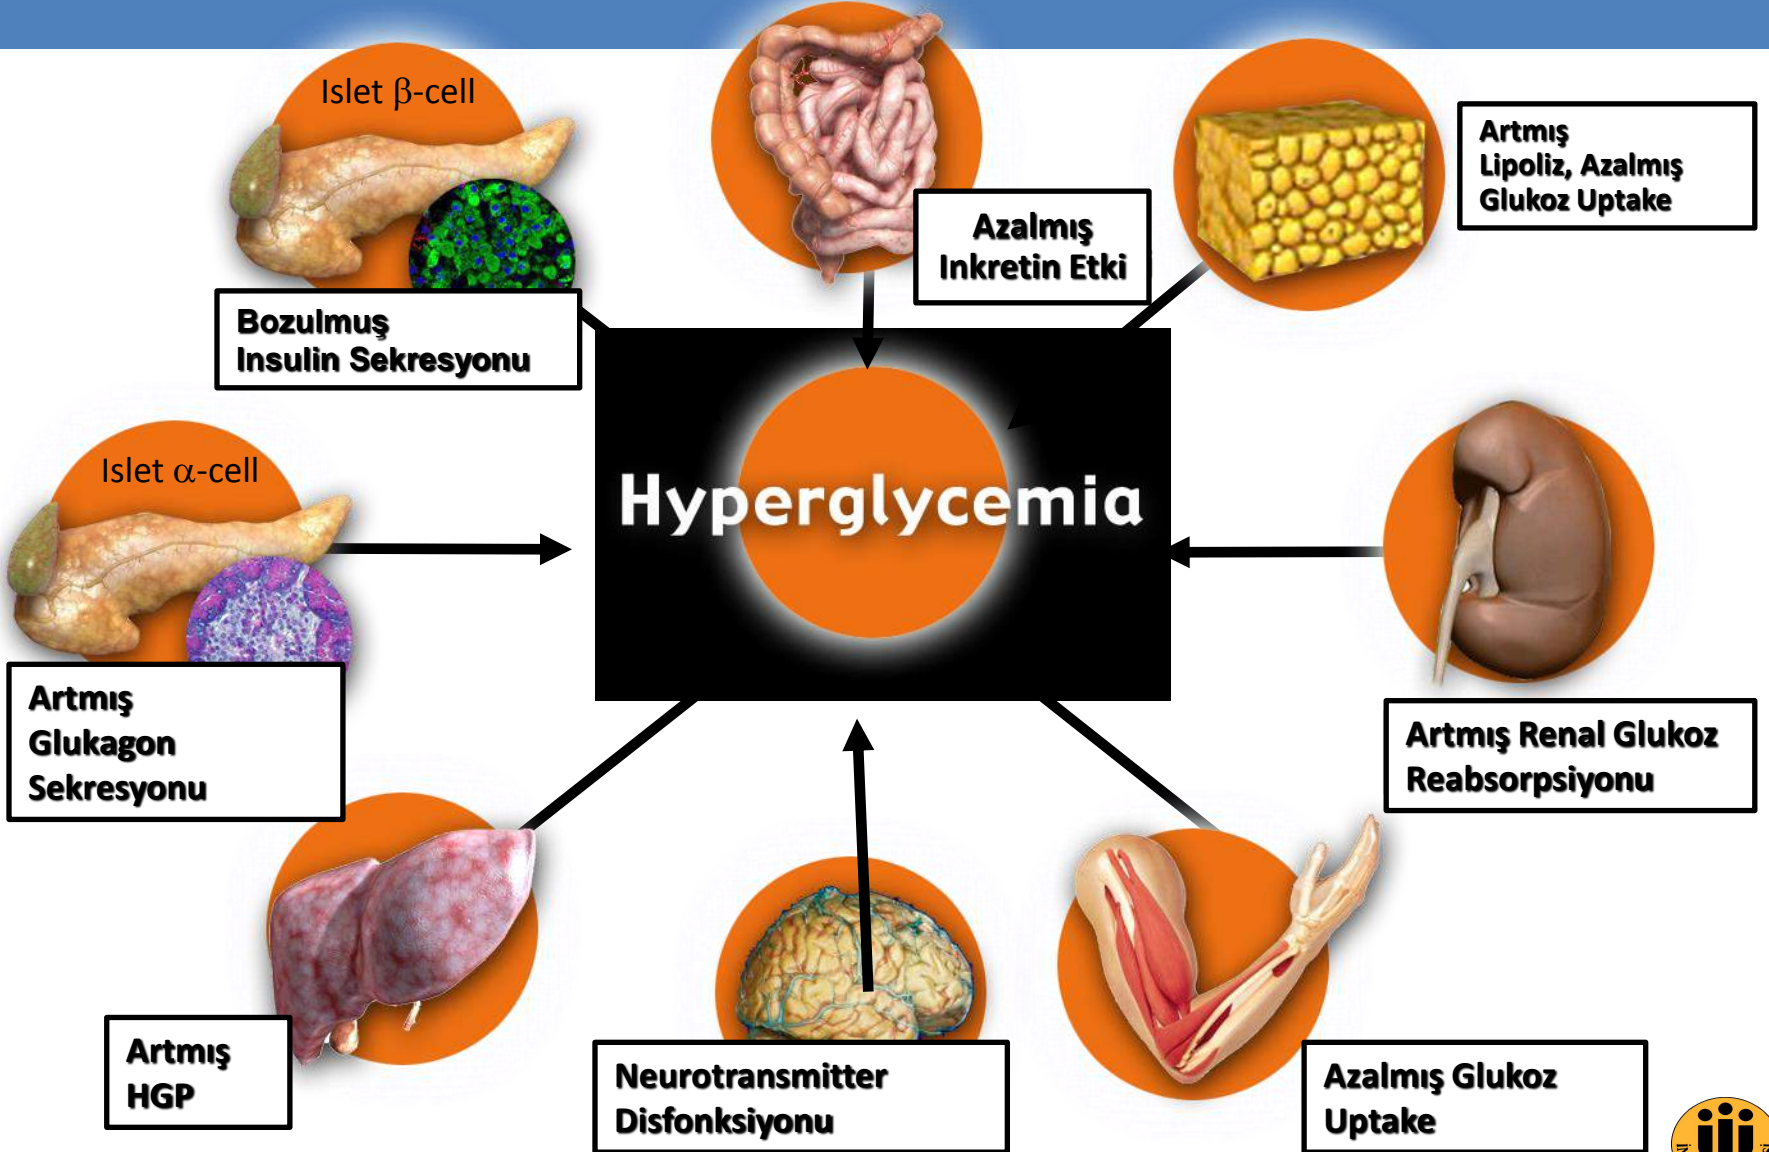 Islet β-cell
Bozulmuş
Insulin Sekresyonu
Azalmış
Inkretin Etki
Artmış
Lipoliz, Azalmış
Glukoz Uptake
Islet α-cell
Artmış
Glukagon
Sekresyonu
Hyperglycemia
Artmış Renal Glukoz
Reabsorpsiyonu
Artmış
HGP
Neurotransmitter
Disfonksiyonu
Azalmış Glukoz
Uptake